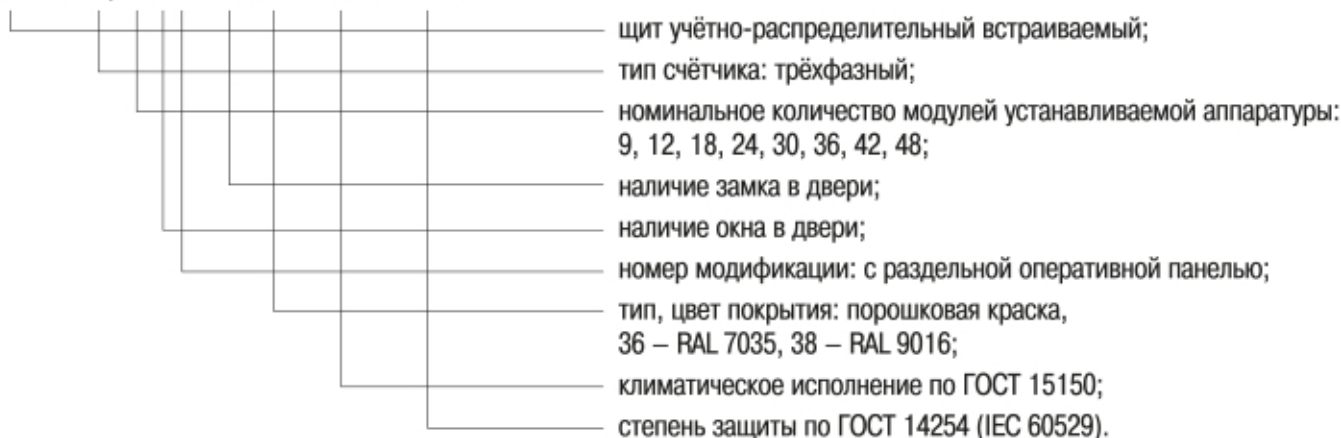 щит учётно-распределительный встраиваемый;
тип счётчика: трёхфазный;
номинальное количество модулей устанавливаемой аппаратуры:
9, 12, 18, 24, 30, 36, 42, 48;
наличие замка в двери;
наличие окна в двери;
номер модификации: с раздельной оперативной панелью;
тип, цвет покрытия: порошковая краска,
36 – RAL 7035, 38 – RAL 9016;
климатическое исполнение по ГОСТ 15150;
степень защиты по ГОСТ 14254 (IEC 60529).